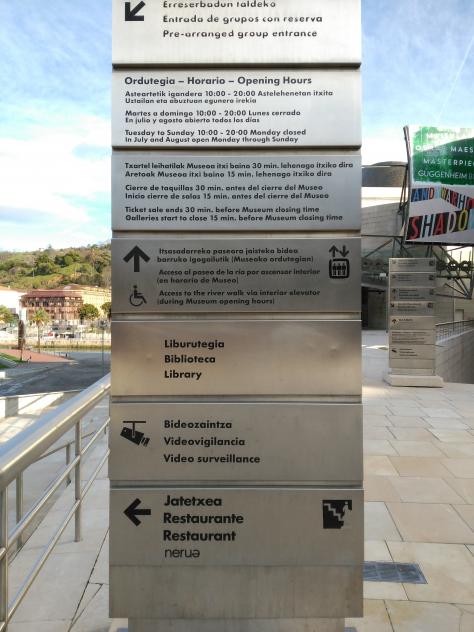 Erreserbadun taldeko
Entrada de grupos con reserva
Pre-arranged group entrance
Ordutegia – Horario – Opening Hours
Asteartetik igandera 10:00 - 20:00 Astelehenetan itxita
Uztailan eta abuztuan egunero irekia
Martes a domingo 10:00 - 20:00 Lunes cerrado
En julio y agosto abierto todos los días
Tuesday to Sunday 10:00 - 20:00 Monday closed
In July and August open Monday through Sunday
Txartel leihatilak Museoa itxi baino 30 min. lehenago itxiko dira
Aretoak Museoa itxi baino 15 min. lehenago itxiko dira
Cierre de taquillas 30 min. antes del cierre del Museo
Inicio cierre de salas 15 min. antes del cierre del Museo
Ticket sale ends 30 min. before Museum closing time
Galleries start to close 15 min. before Museum closing time
Itsasadarreko paseora jaisteko bidea
barruko igogailutik (Museoko ordutegian)
Acceso al paseo de la ría por ascensor interior
(en horario de Museo)
Access to the river walk via interior elevator
(during Museum opening hours)
Liburutegia
Biblioteca
Library
Bideozaintza
Videovigilancia
Video surveillance
Jatetxea
Restaurante
Restaurant
nerua
MAES
MASTERPIE
GUGGENHEIM B
ANDY WARHO
SHADO